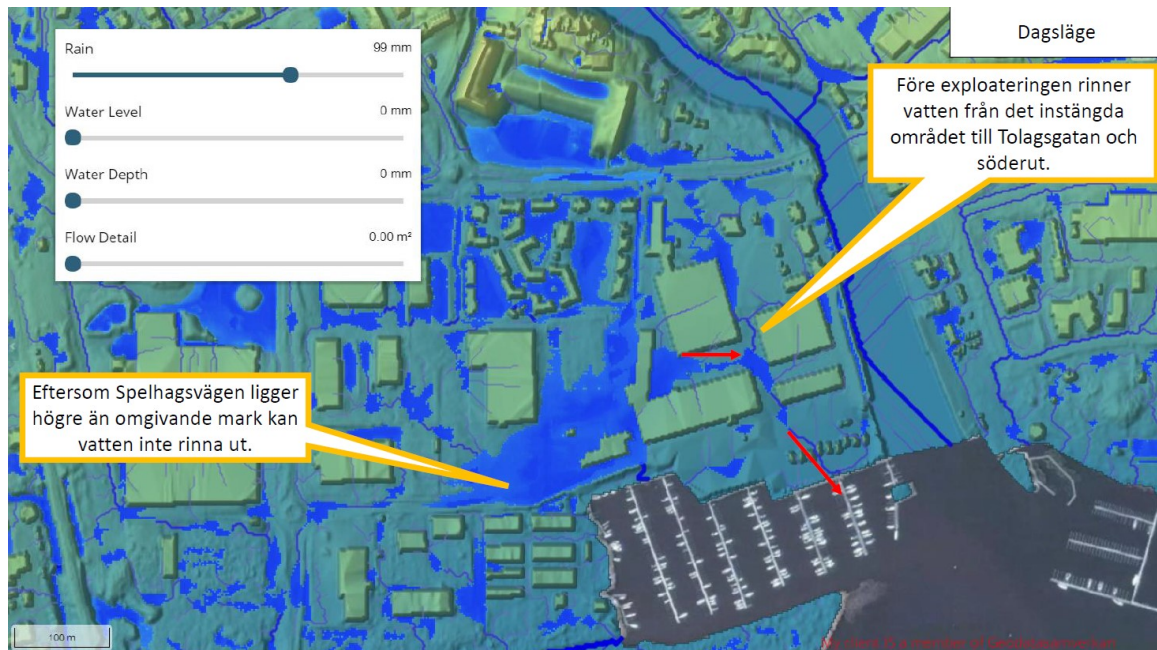 Rain
99 mm
Water Level
0 mm
Water Depth
0 mm
Flow Detail
0.00 m²
Dagsläge
Före exploateringen rinner
vatten från det instängda
området till Tolagsgatan och
söderut.
Eftersom Spelhagsvägen ligger
högre än omgivande mark kan
vatten inte rinna ut.
100 m
a member of